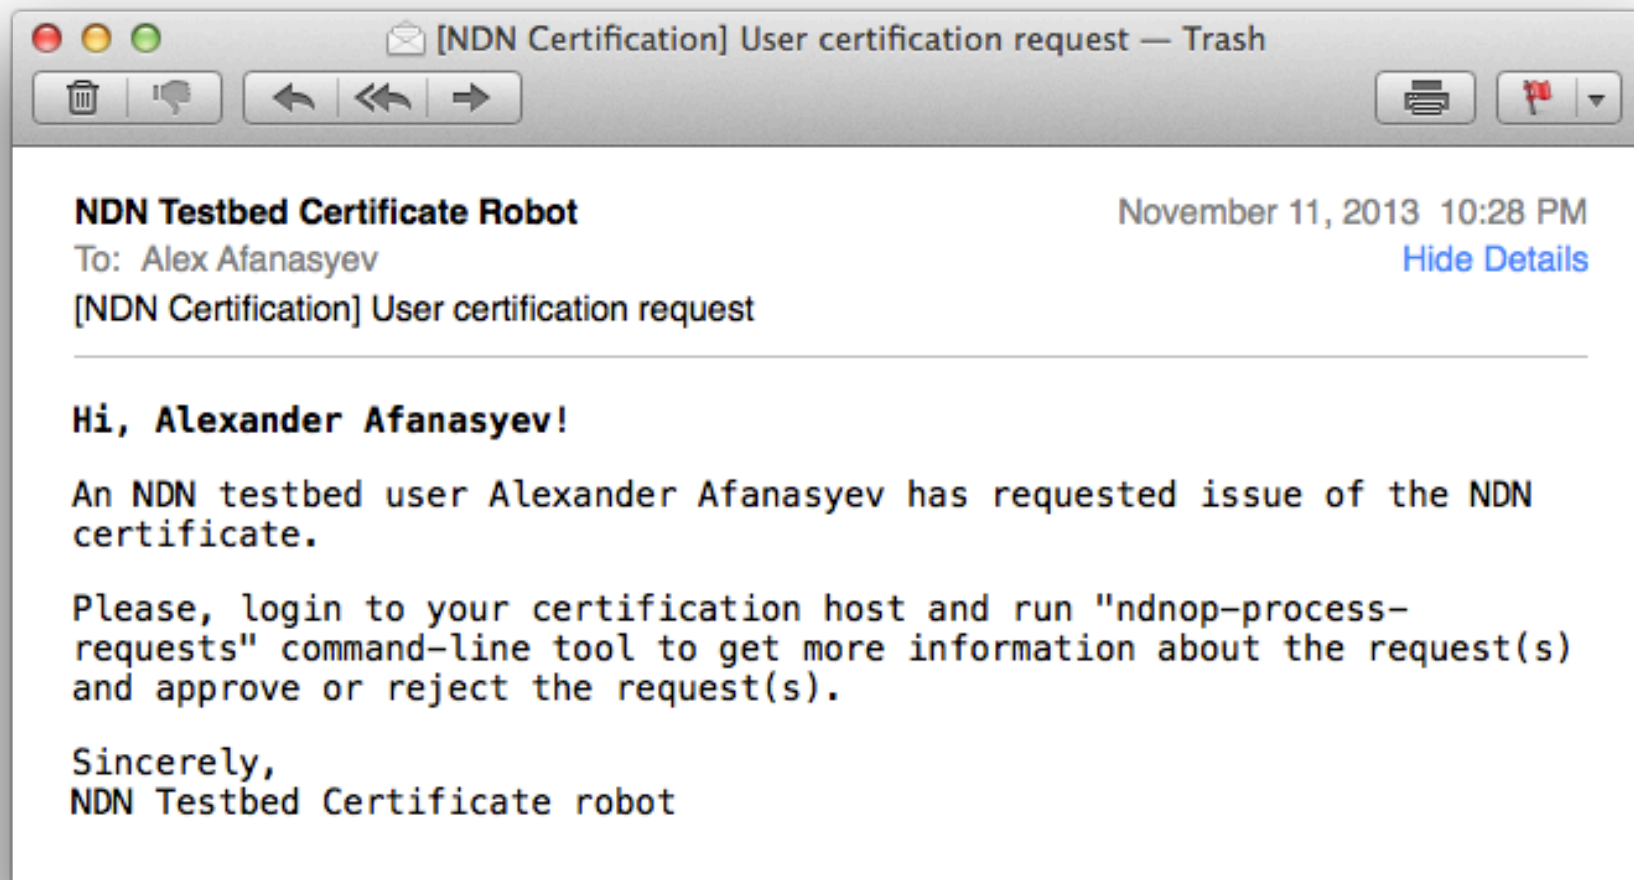 [NDN Certification] User certification request — Trash
NDN Testbed Certificate Robot
November 11, 2013 10:28 PM
To: Alex Afanasyev
Hide Details
[NDN Certification] User certification request
Hi, Alexander Afanasyev!
An NDN testbed user Alexander Afanasyev has requested issue of the NDN
certificate.
Please, login to your certification host and run "ndnop-process-
requests" command-line tool to get more information about the request(s)
and approve or reject the request(s).
Sincerely,
NDN Testbed Certificate robot